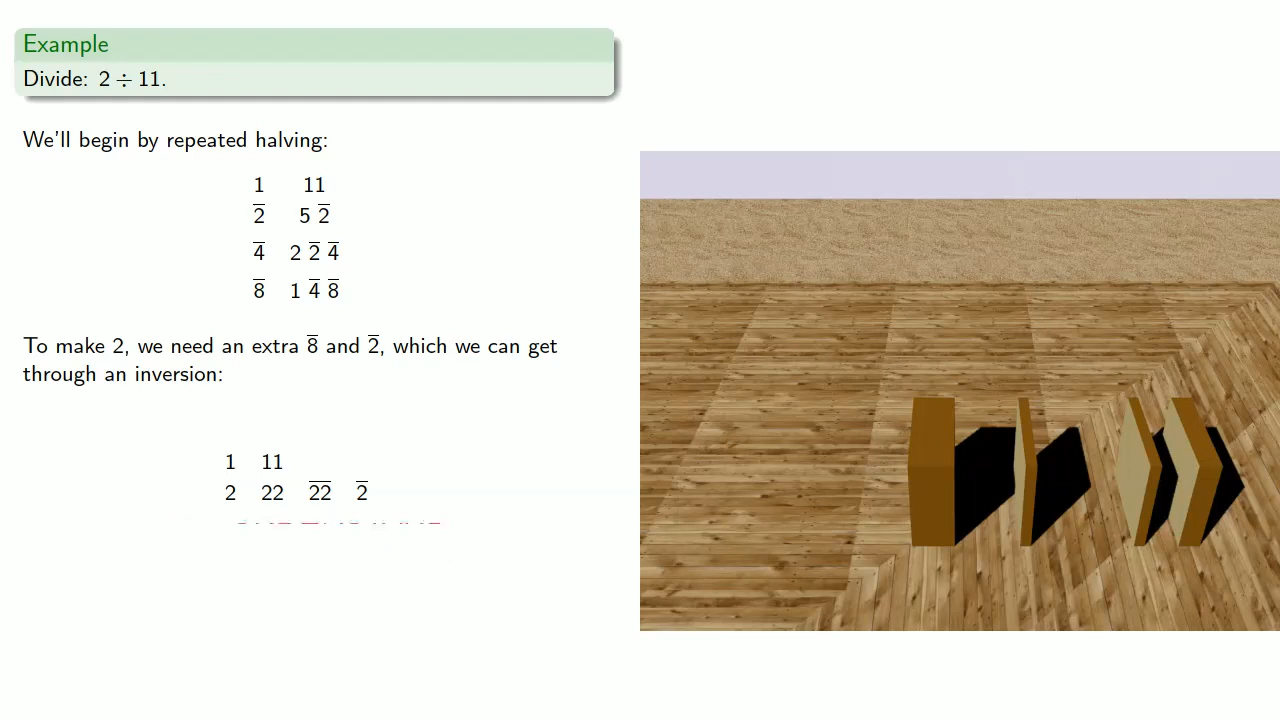 Example
Divide: 2 ÷ 11.
We'll begin by repeated halving:
1 11
2̅ 5 2̅
4̅ 2 2̅ 4̅
8̅ 1 4̅ 8̅
To make 2, we need an extra 8̅ and 2̅, which we can get
through an inversion:
1 11
2 22 2̅2̅ 2̅